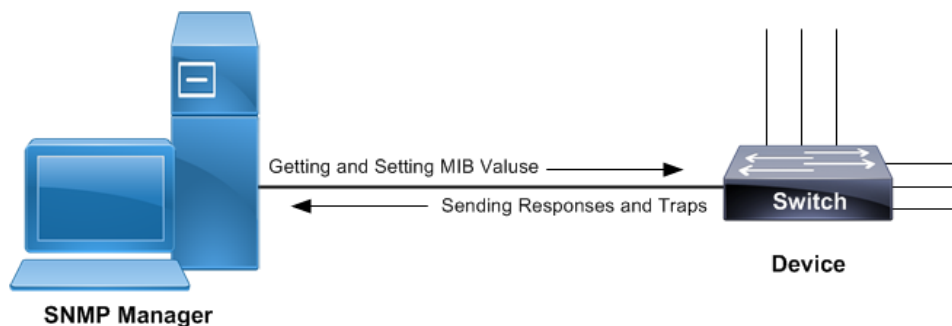 Getting and Setting MIB Valuse
Sending Responses and Traps
Switch
Device
SNMP Manager